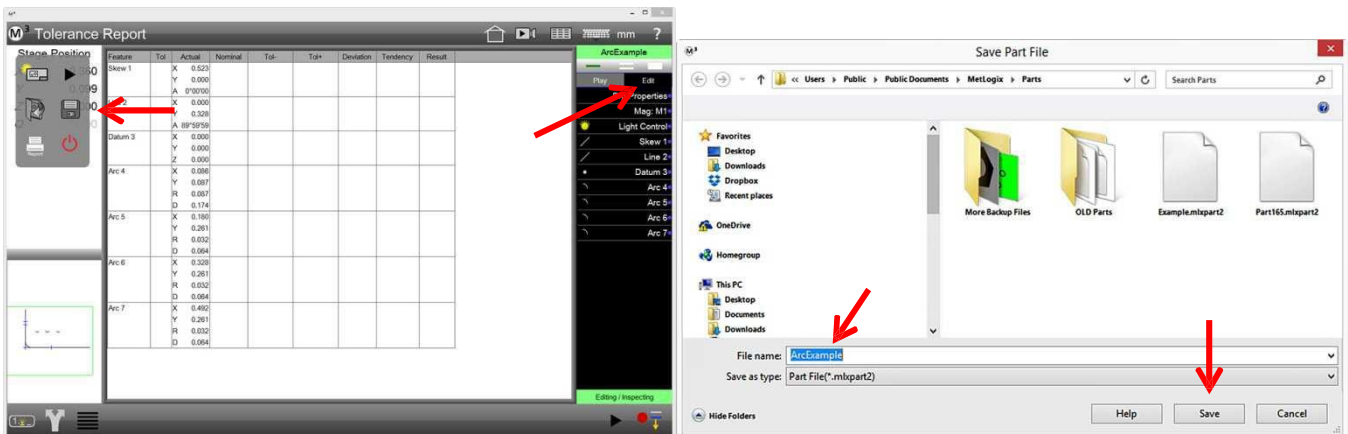 M³
M³ Tolerance Report
mm ?
Stage Position
0.099
Feature Tol Actual Nominal Tol- Tol+ Deviation Tendency Result
Skew 1 X 0.523
Y 0.000
A 0°00'00
X 0.000
0.328
A 89°59'59
Datum 3 X 0.000
Y 0.000
Z 0.000
Arc 4 X 0.086
Y 0.087
R 0.087
D 0.174
Arc 5 X 0.160
Y 0.261
R 0.032
D 0.064
Arc 6 X 0.328
Y 0.261
R 0.032
D 0.064
Arc 7 X 0.492
Y 0.261
R 0.032
D 0.064
ArcExample
Play Edit
Properties
Mag: M1
Light Control
Skew 1
Line 2
Datum 3
Arc 4
Arc 5
Arc 6
Arc 7
Editing / Inspecting
M³ Save Part File
« Users Public Public Documents MetLogix Parts
Search Parts
Favorites
Desktop
Downloads
Dropbox
Recent places
OneDrive
Homegroup
This PC
Desktop
Documents
Downloads
More Backup Files OLD Parts Example.mlxpart2 Part165.mlxpart2
File name: ArcExample
Save as type: Part File(*.mlxpart2)
Hide Folders Help Save Cancel